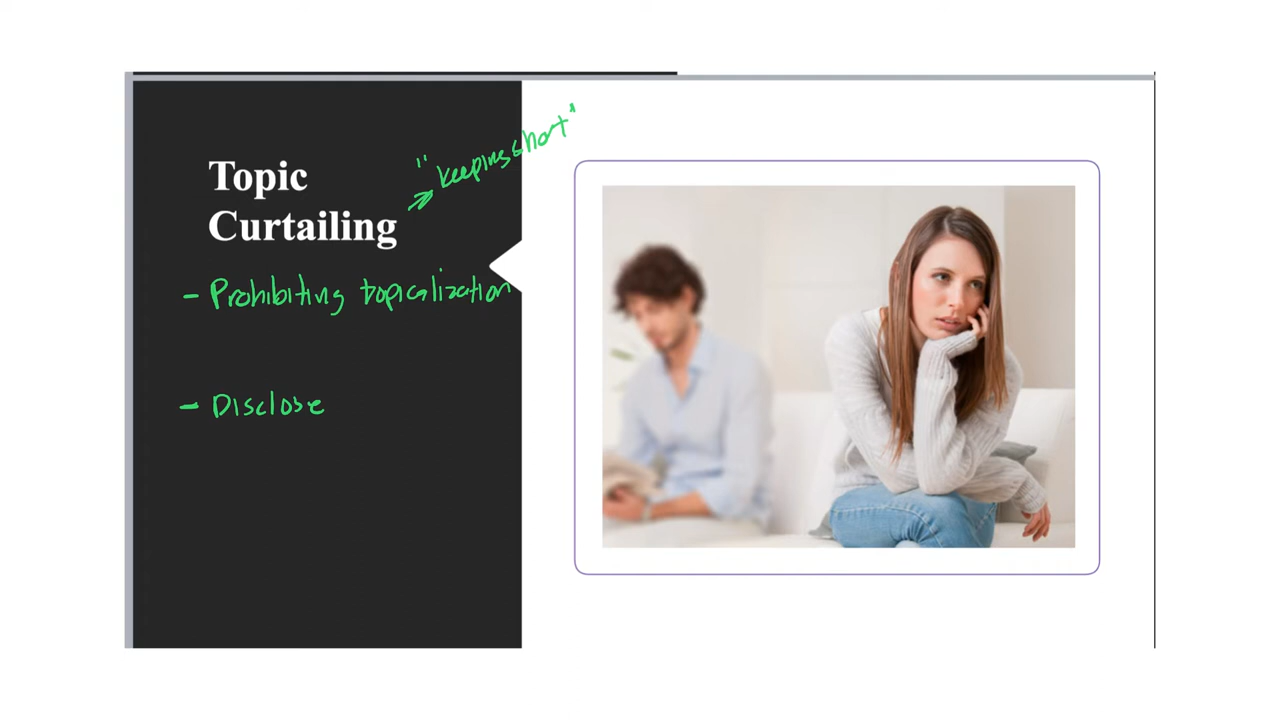 Topic
Curtailing
"keeping short"
- Prohibiting topicalization
- Disclose